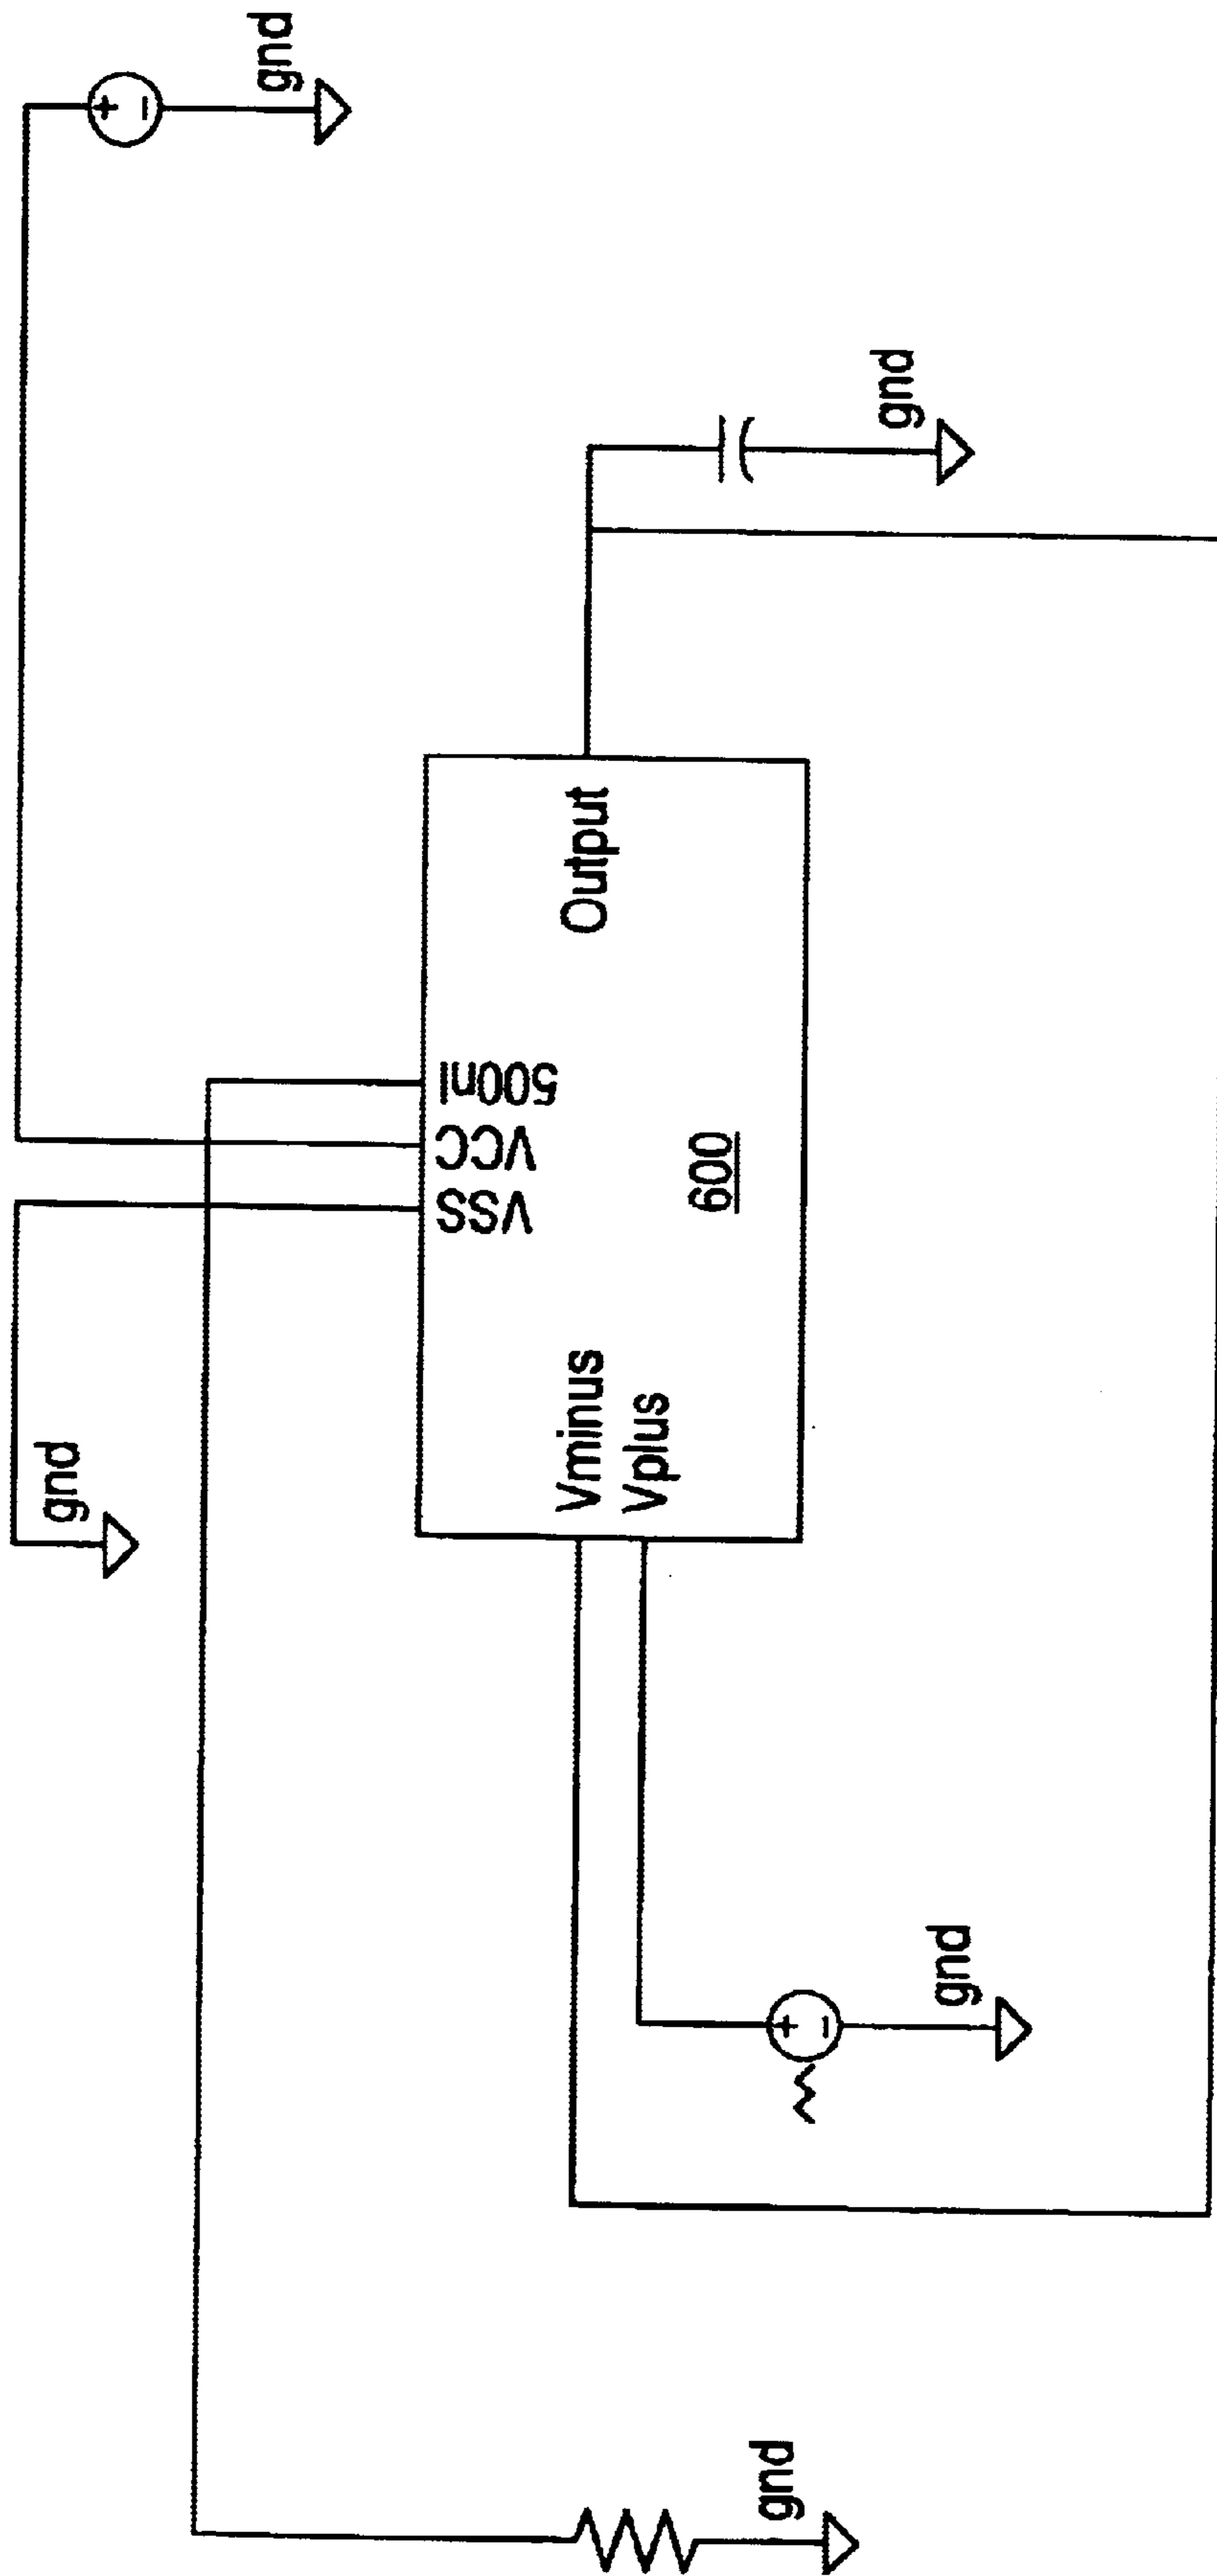 gnd
gnd
VSS
VCC
500nI
Vminus
Output
Vplus
600
gnd
gnd
gnd